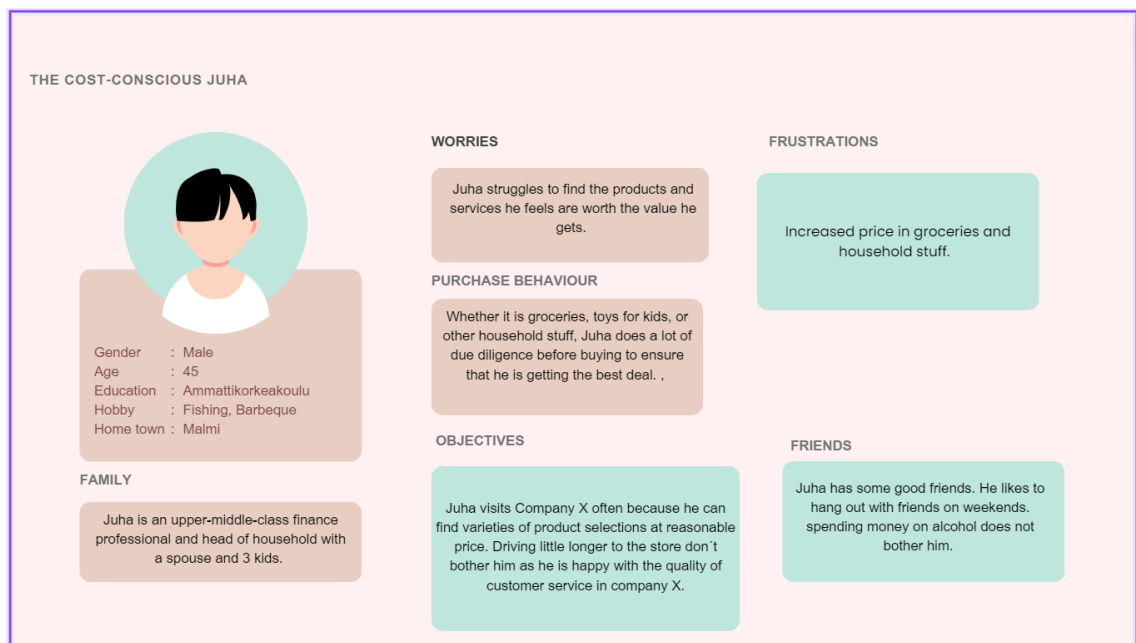 THE COST-CONSCIOUS JUHA
Gender : Male
Age : 45
Education : Ammattikorkeakoulu
Hobby : Fishing, Barbeque
Home town : Malmi
FAMILY
Juha is an upper-middle-class finance
professional and head of household with
a spouse and 3 kids.
WORRIES
Juha struggles to find the products and
services he feels are worth the value he
gets.
PURCHASE BEHAVIOUR
Whether it is groceries, toys for kids, or
other household stuff, Juha does a lot of
due diligence before buying to ensure
that he is getting the best deal. ,
OBJECTIVES
Juha visits Company X often because he can
find varieties of product selections at reasonable
price. Driving little longer to the store don´t
bother him as he is happy with the quality of
customer service in company X.
FRUSTRATIONS
Increased price in groceries and
household stuff.
FRIENDS
Juha has some good friends. He likes to
hang out with friends on weekends.
spending money on alcohol does not
bother him.